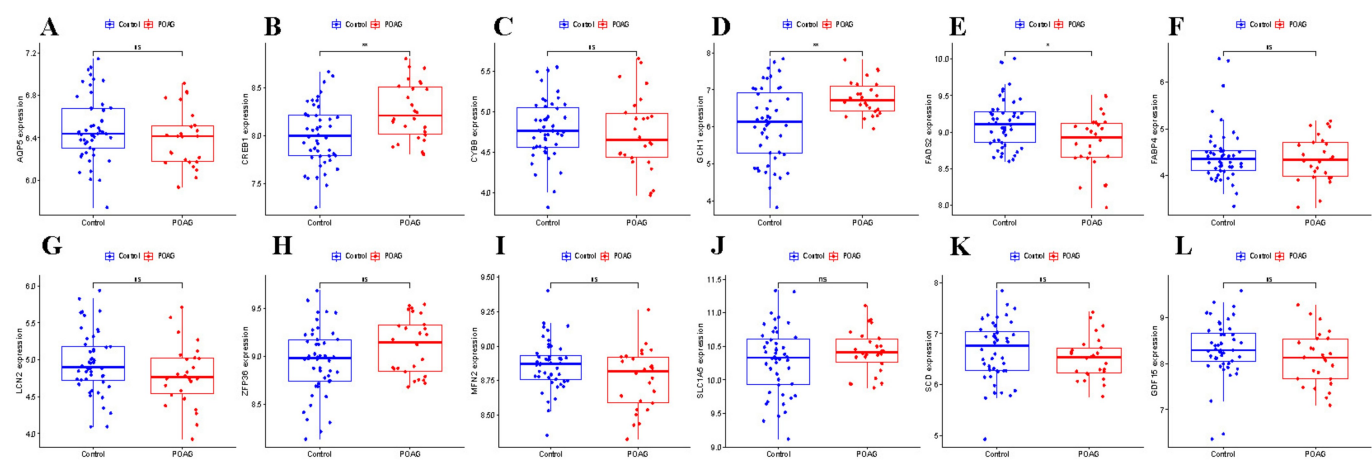 A
Control POAG
ns
AQP5 expression
7.2
6.8
6.4
6.0
Control POAG
B
Control POAG
**
CREB1 expression
8.5
8.0
7.5
Control POAG
C
Control POAG
ns
CYBB expression
5.5
5.0
4.5
4.0
Control POAG
D
Control POAG
**
GCH1 expression
8
7
6
5
4
Control POAG
E
Control POAG
*
FADS2 expression
10.0
9.5
9.0
8.5
8.0
Control POAG
F
Control POAG
ns
FABP4 expression
6
4
Control POAG
G
Control POAG
ns
LCN2 expression
6.0
5.5
5.0
4.5
4.0
Control POAG
H
Control POAG
ns
ZFP36 expression
9.5
9.0
8.5
Control POAG
I
Control POAG
ns
MFN2 expression
9.50
9.25
9.00
8.75
8.50
Control POAG
J
Control POAG
ns
SLC1A5 expression
11.5
11.0
10.5
10.0
9.5
9.0
Control POAG
K
Control POAG
ns
SCD expression
8
7
6
5
Control POAG
L
Control POAG
ns
GDF15 expression
9
8
7
Control POAG